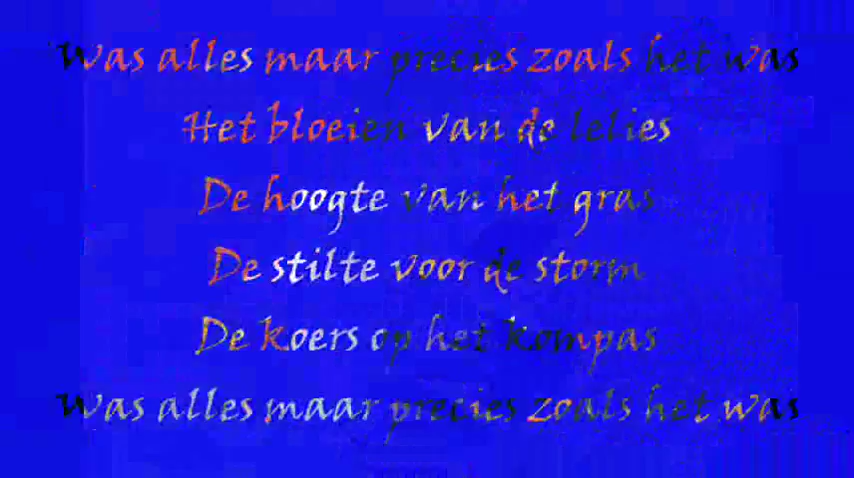 Was alles maar precies zoals het was
Het bloeien van de lelies
De hoogte van het gras
De stilte voor de storm
De koers op het kompas
Was alles maar precies zoals het was